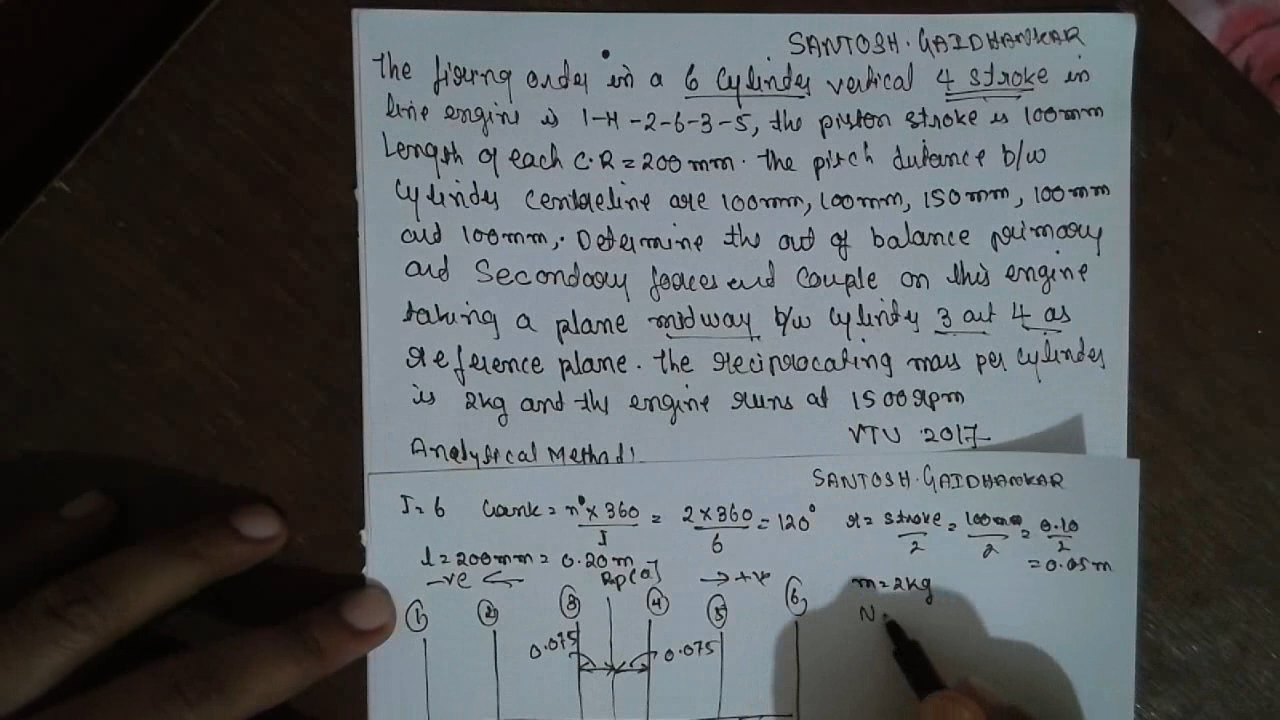 SANTOSH.GAIDHANKAR
The firing order in a 6 cylinder vertical 4 stroke in
line engine is 1-4-2-6-3-5, the piston stroke is 100mm
Length of each C.R = 200 mm. the pitch distance b/w
cylinder centreline are 100mm, 100mm, 150mm, 100mm
and 100mm,. Determine the out of balance primary
and Secondary forces and couple on this engine
taking a plane midway b/w cylinder 3 and 4 as
reference plane. the reciprocating mass per cylinder
is 2kg and the engine runs at 1500rpm
VTU 2017
Analytical Method:
SANTOSH.GAIDHANKAR
I = 6 Crank = n° × 360 / I = 2 × 360 / 6 = 120° r = stroke / 2 = 100mm / 2 = 0.10 / 2
= 0.05m
l = 200mm = 0.20m
-ve ← Rp(a) → +ve m = 2kg
1 2 3 4 5 6 N
0.075 0.075